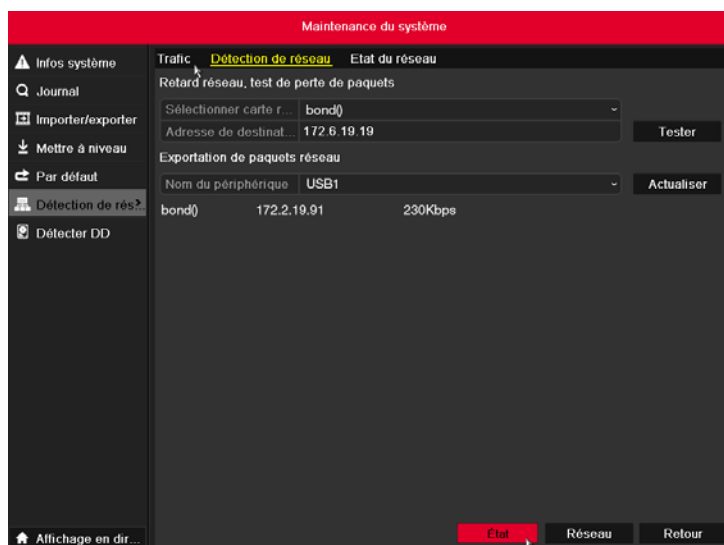 Maintenance du système
Infos système
Journal
Importer/exporter
Mettre à niveau
Par défaut
Détection de rés?.
Détecter DD
Affichage en dir...
Trafic Détection de réseau Etat du réseau
Retard réseau, test de perte de paquets
Sélectionner carte r... bond()
Adresse de destinat... 172.6.19.19 Tester
Exportation de paquets réseau
Nom du périphérique USB1 Actualiser
bond() 172.2.19.91 230Kbps
État Réseau Retour